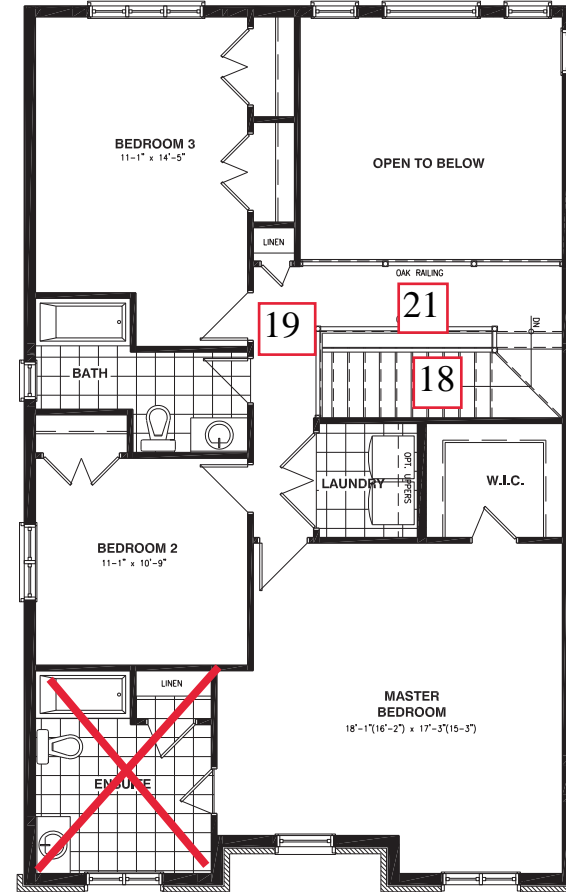 BEDROOM 3
11-1" x 14'-5"
OPEN TO BELOW
LINEN
OAK RAILING
21
19
DN
18
BATH
LAUNDRY
OPT. UPPERS
W.I.C.
BEDROOM 2
11-1" x 10'-9"
LINEN
MASTER
BEDROOM
18'-1"(16'-2") x 17'-3"(15-3")
ENSUITE